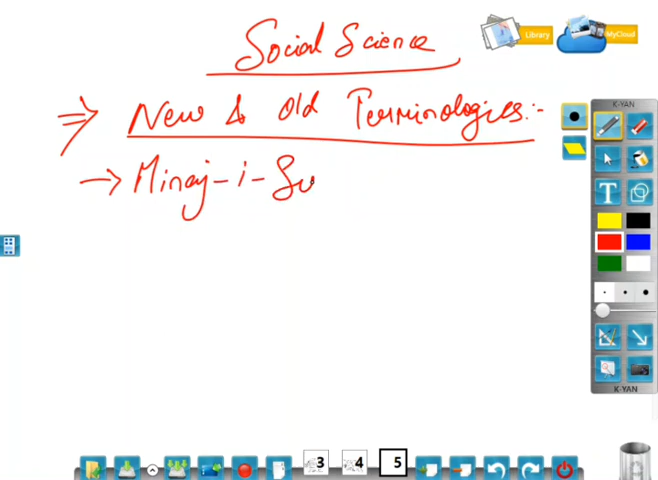 Library
MyCloud
Social Science
⇒ New & Old Terminologies:-
→ Minaj-i-Su
K-YAN
T
K-YAN
3
4
5